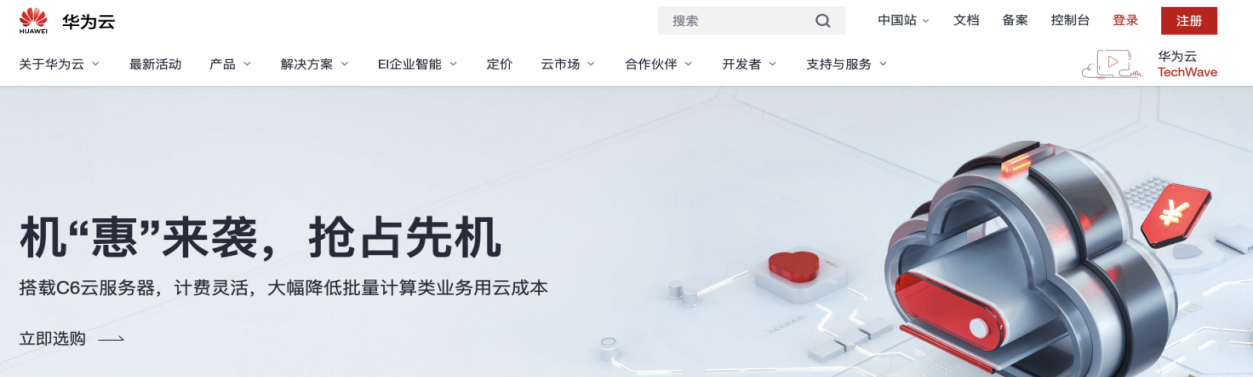 HUAWEI
华为云
搜索
中国站
文档
备案
控制台
登录
注册
关于华为云
最新活动
产品
解决方案
EI企业智能
定价
云市场
合作伙伴
开发者
支持与服务
华为云
TechWave
机“惠”来袭，抢占先机
搭载C6云服务器，计费灵活，大幅降低批量计算类业务用云成本
立即选购
¥